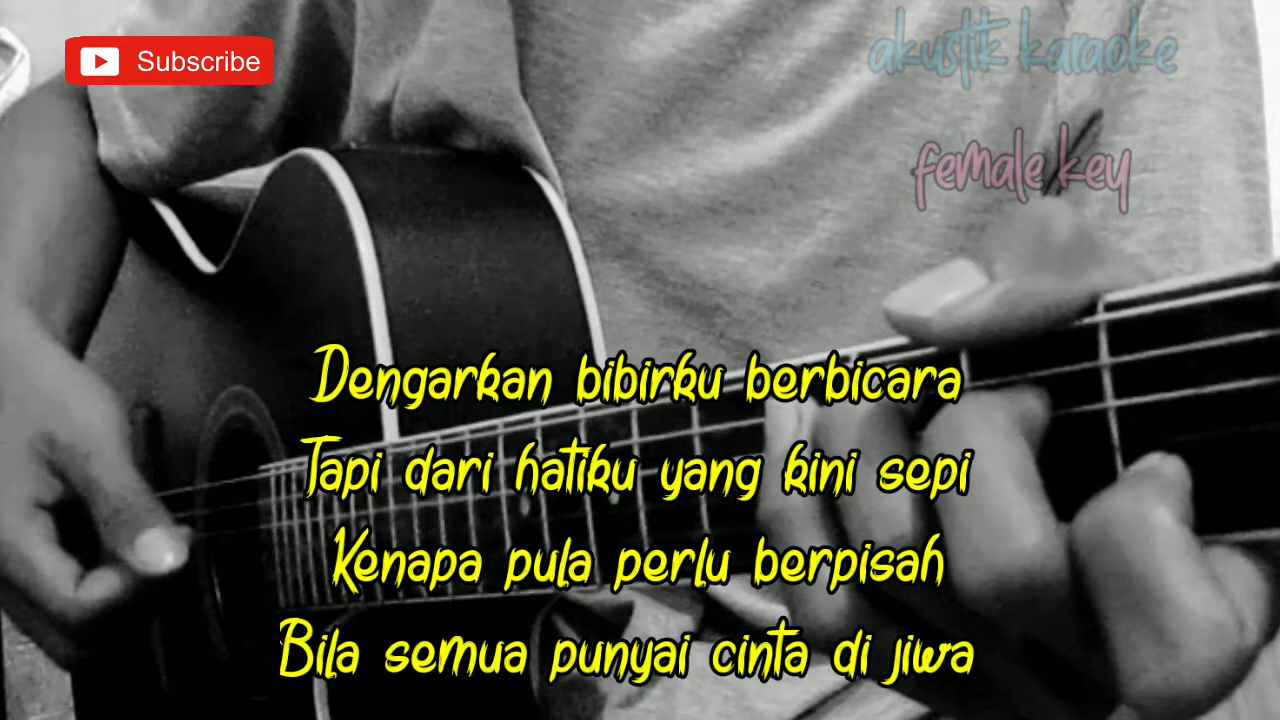 Subscribe
akustik karaoke
female key
Dengarkan bibirku berbicara
Tapi dari hatiku yang kini sepi
Kenapa pula perlu berpisah
Bila semua punyai cinta di jiwa